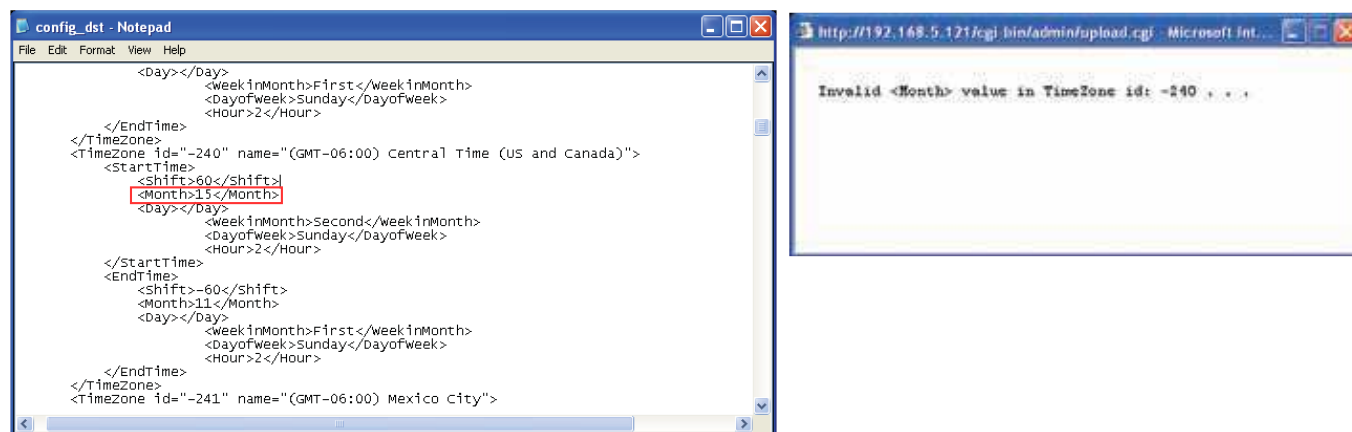 config_dst - Notepad
File Edit Format View Help
<Day></Day>
<WeekinMonth>First</WeekinMonth>
<DayofWeek>Sunday</DayofWeek>
<Hour>2</Hour>
</EndTime>
</TimeZone>
<TimeZone id="-240" name="(GMT-06:00) Central Time (US and Canada)">
<StartTime>
<Shift>60</Shift>
<Month>15</Month>
<Day></Day>
<WeekinMonth>Second</WeekinMonth>
<DayofWeek>Sunday</DayofWeek>
<Hour>2</Hour>
</StartTime>
<EndTime>
<Shift>-60</Shift>
<Month>11</Month>
<Day></Day>
<WeekinMonth>First</WeekinMonth>
<DayofWeek>Sunday</DayofWeek>
<Hour>2</Hour>
</EndTime>
</TimeZone>
<TimeZone id="-241" name="(GMT-06:00) Mexico City">
http://192.168.5.121/cgi-bin/admin/upload.cgi - Microsoft Int...
Invalid <Month> value in TimeZone id: -240 . . .